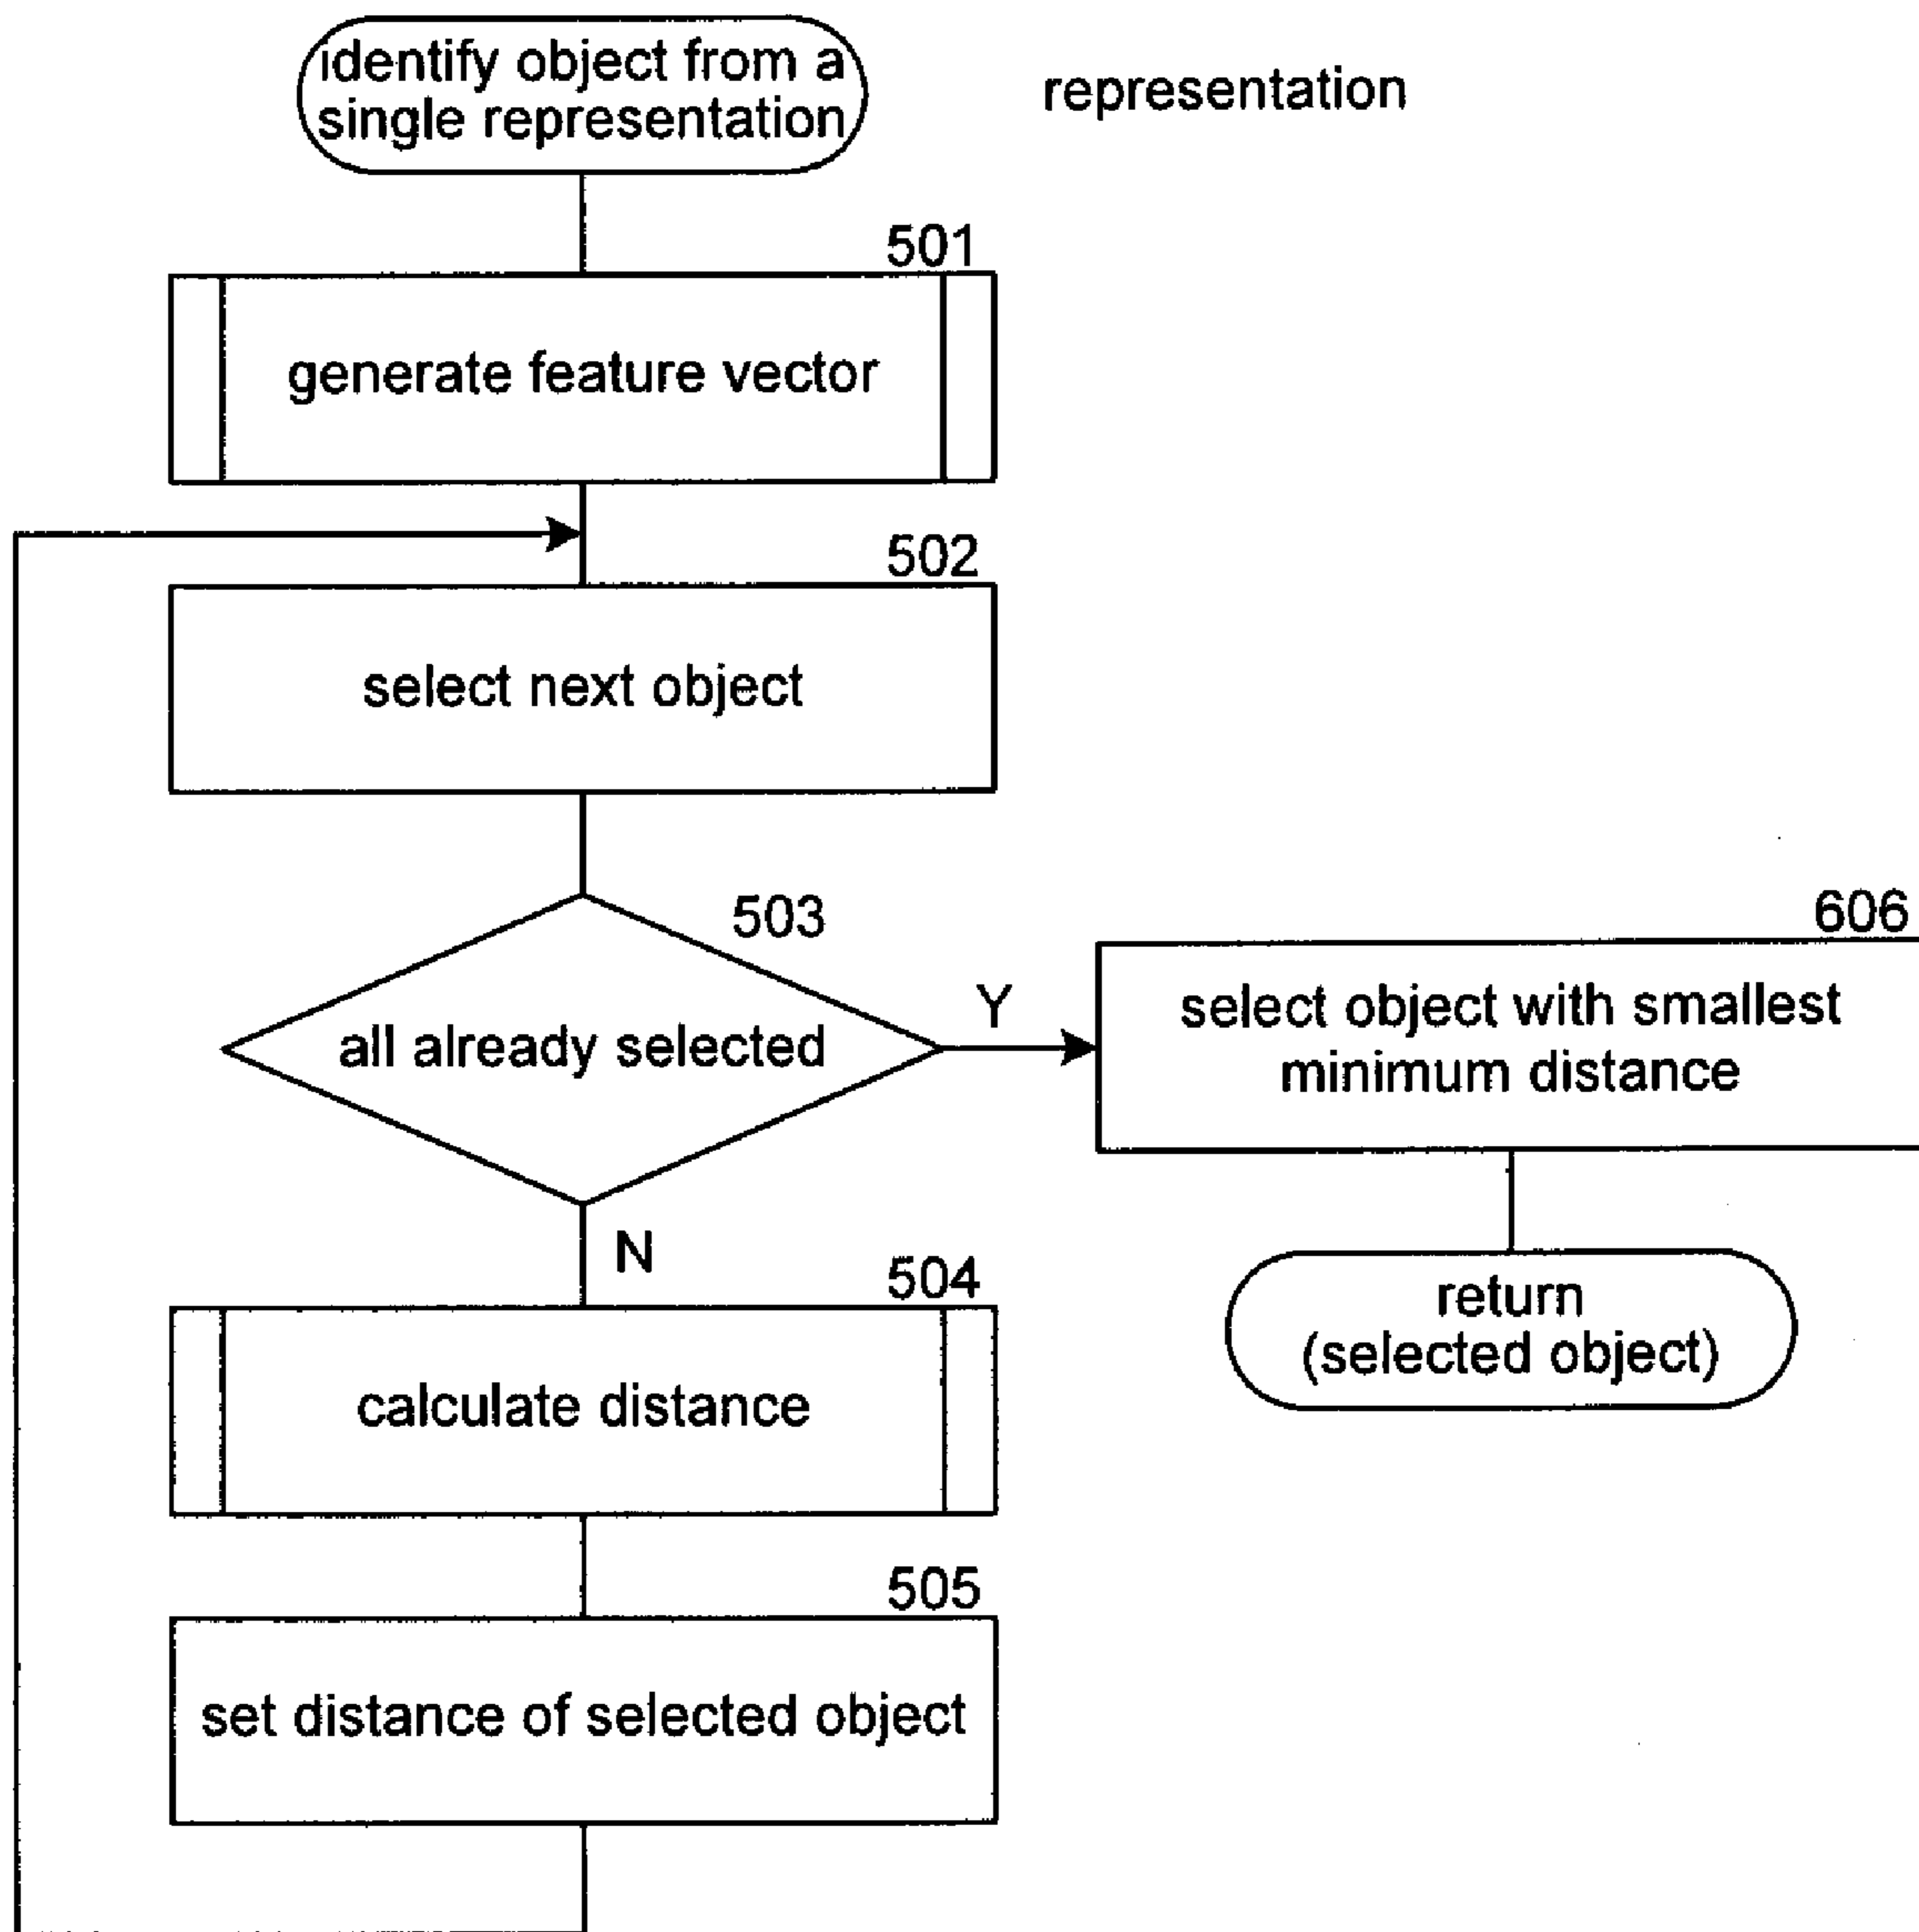 identify object from a
single representation
representation
501
generate feature vector
502
select next object
503
all already selected
Y
606
select object with smallest
minimum distance
N
return
(selected object)
504
calculate distance
505
set distance of selected object